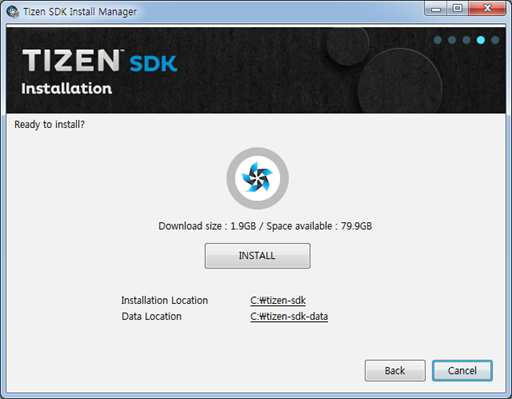 Tizen SDK Install Manager
TIZEN™ SDK
Installation
Ready to install?
Download size : 1.9GB / Space available : 79.9GB
INSTALL
Installation Location C:₩tizen-sdk
Data Location C:₩tizen-sdk-data
Back Cancel